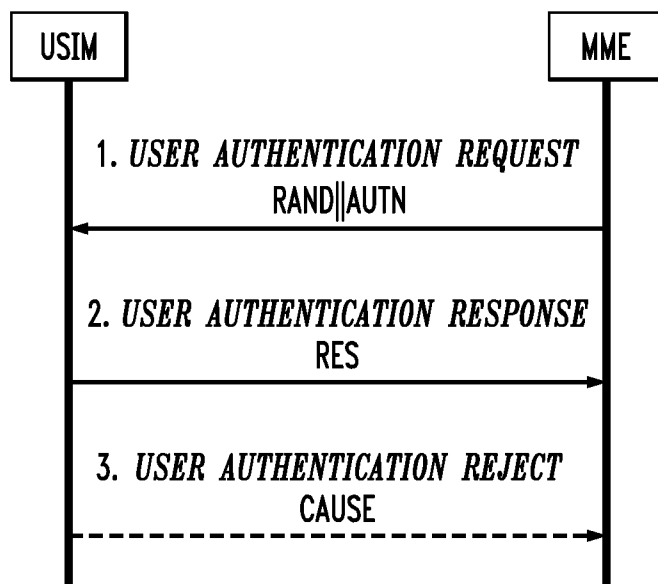 USIM
MME
1. USER AUTHENTICATION REQUEST
RAND||AUTN
2. USER AUTHENTICATION RESPONSE
RES
3. USER AUTHENTICATION REJECT
CAUSE